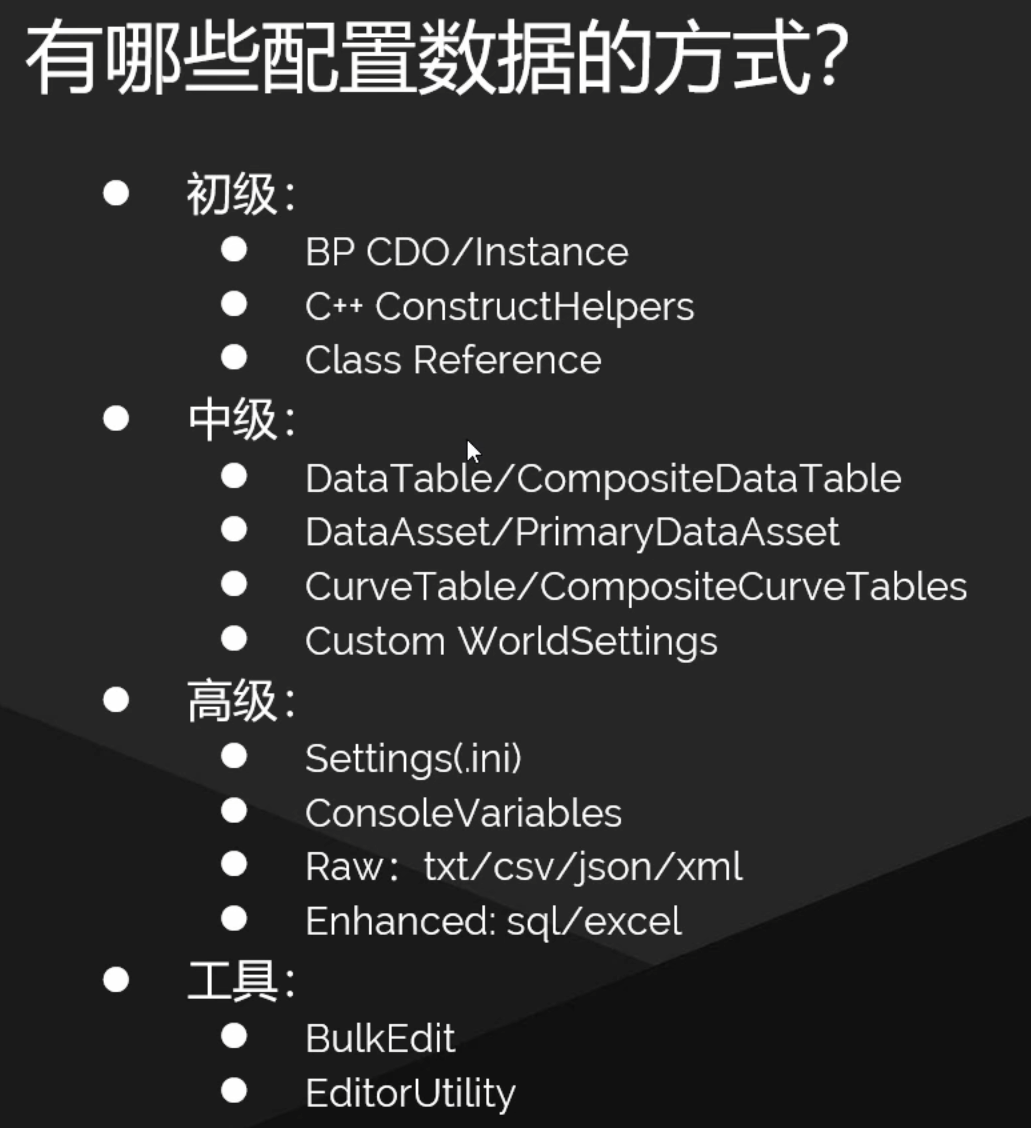 有哪些配置数据的方式？
初级：
BP CDO/Instance
C++ ConstructHelpers
Class Reference
中级：
DataTable/CompositeDataTable
DataAsset/PrimaryDataAsset
CurveTable/CompositeCurveTables
Custom WorldSettings
高级：
Settings(.ini)
ConsoleVariables
Raw：txt/csv/json/xml
Enhanced: sql/excel
工具：
BulkEdit
EditorUtility